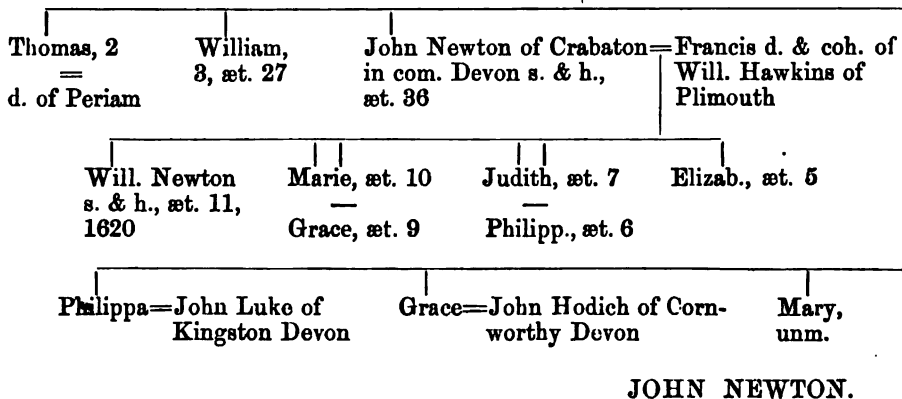 Thomas, 2
=
d. of Periam
William,
3, æt. 27
John Newton of Crabaton=Francis d. & coh. of
in com. Devon s. & h.,
æt. 36
Will. Hawkins of
Plimouth
Will. Newton
s. & h., æt. 11,
1620
Marie, æt. 10
—
Grace, æt. 9
Judith, æt. 7
—
Philipp., æt. 6
Elizab., æt. 5
Philippa=John Luke of
Kingston Devon
Grace=John Hodich of Corn-
worthy Devon
Mary,
unm.
JOHN NEWTON.